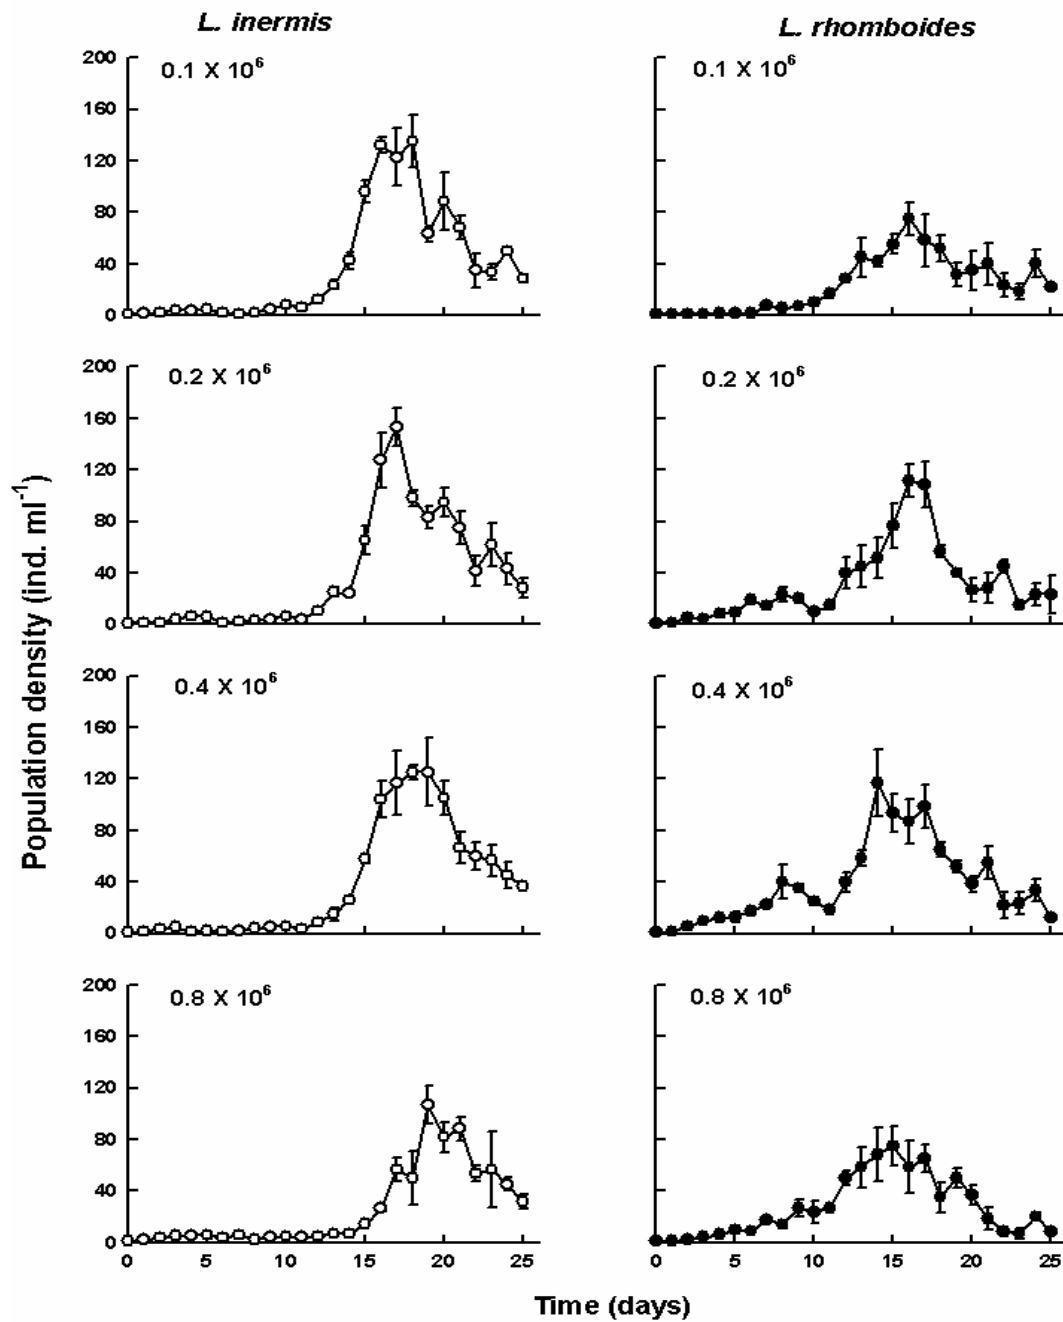 L. inermis
L. rhomboides
0.1 X 10⁶
0.1 X 10⁶
200
160
120
80
40
0
0.2 X 10⁶
0.2 X 10⁶
200
160
120
80
40
0
0.4 X 10⁶
0.4 X 10⁶
200
160
120
80
40
0
0.8 X 10⁶
0.8 X 10⁶
200
160
120
80
40
0
0 5 10 15 20 25
0 5 10 15 20 25
Population density (ind. ml⁻¹)
Time (days)